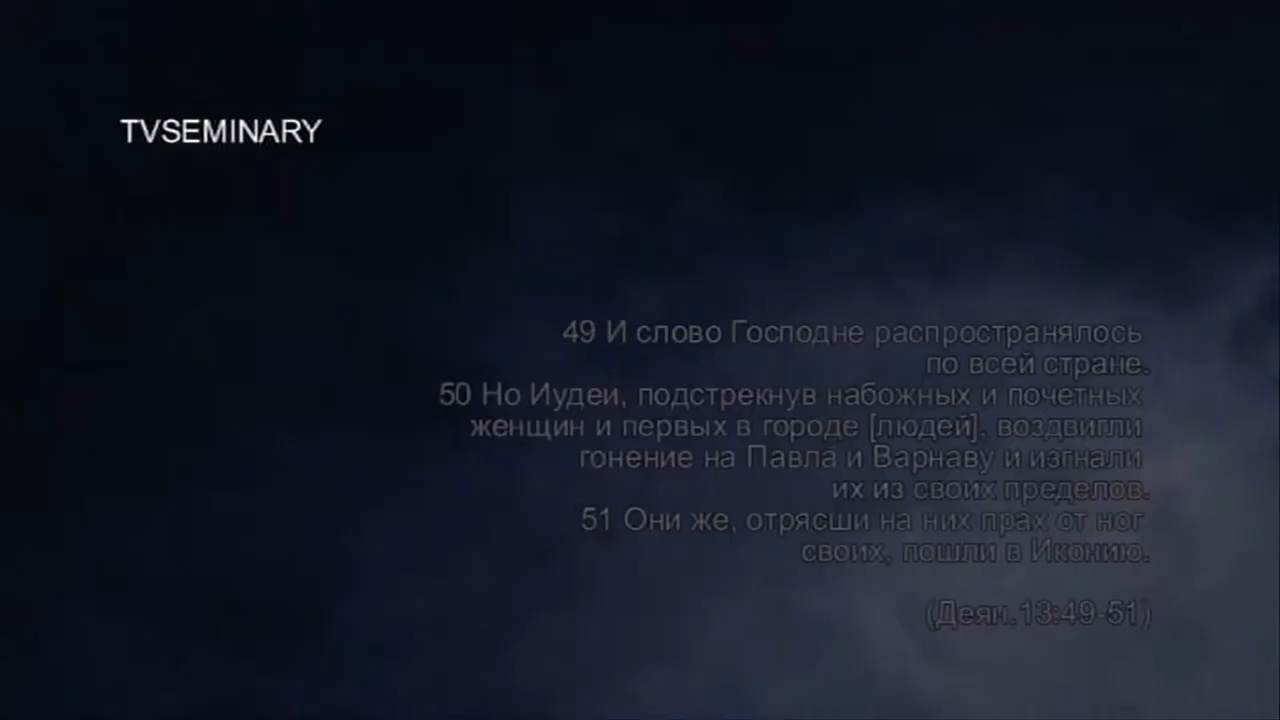 TVSEMINARY
49 И слово Господне распространялось
по всей стране.
50 Но Иудеи, подстрекнув набожных и почетных
женщин и первых в городе [людей], воздвигли
гонение на Павла и Варнаву и изгнали
их из своих пределов.
51 Они же, отрясши на них прах от ног
своих, пошли в Иконию.
(Деян.13:49-51)